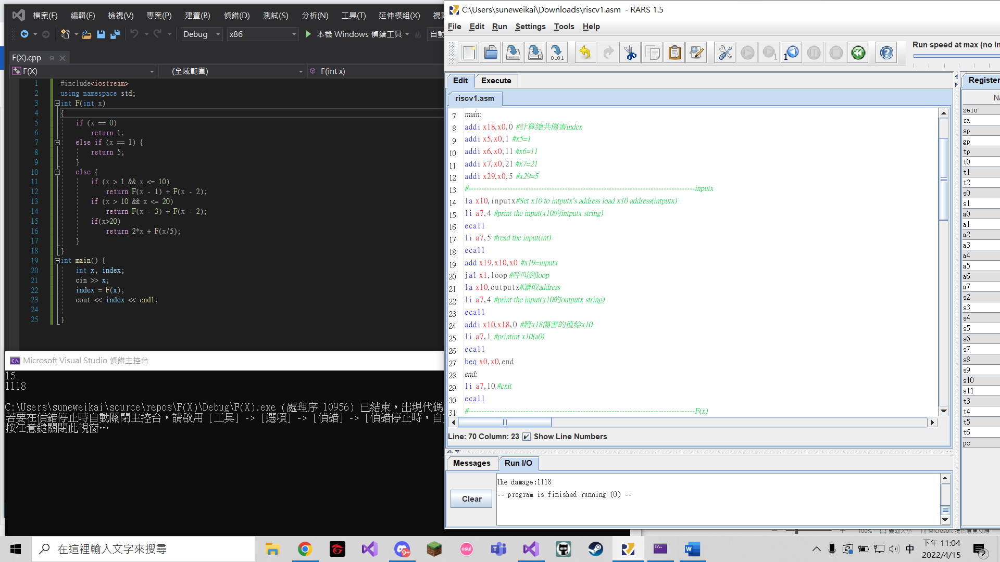 檔案(F) 編輯(E) 檢視(V) 專案(P) 建置(B) 偵錯(D) 測試(S) 分析(N) 工具(T) 延伸模組(X)
Debug x86 本機 Windows 偵錯工具 自動
F(X).cpp
F(X) (全域範圍) F(int x)
1 #include<iostream>
2 using namespace std;
3 int F(int x)
4 {
5 if (x == 0)
6 return 1;
7 else if (x == 1) {
8 return 5;
9 }
10 else {
11 if (x > 1 && x <= 10)
12 return F(x - 1) + F(x - 2);
13 if (x > 10 && x <= 20)
14 return F(x - 3) + F(x - 2);
15 if(x>20)
16 return 2*x + F(x/5);
17 }
18 }
19 int main() {
20 int x, index;
21 cin >> x;
22 index = F(x);
23 cout << index << endl;
24
25 }
Microsoft Visual Studio 偵錯主控台
15
1118
C:\Users\suneweikai\source\repos\F(X)\Debug\F(X).exe (處理序 10956) 已結束，出現代碼
若要在偵錯停止時自動關閉主控台，請啟用 [工具] -> [選項] -> [偵錯] -> [偵錯停止時，自
按任意鍵關閉此視窗…
C:\Users\suneweikai\Downloads\riscv1.asm - RARS 1.5
File Edit Run Settings Tools Help
Run speed at max (no in
Edit Execute
riscv1.asm
7 main:
8 addi x18,x0,0 #計算總共傷害index
9 addi x5,x0,1 #x5=1
10 addi x6,x0,11 #x6=11
11 addi x7,x0,21 #x7=21
12 addi x29,x0,5 #x29=5
13 #---------------------------------------------------------------------------------------inputx
14 la x10,inputx#Set x10 to intputx's address load x10 address(intputx)
15 li a7,4 #print the input(x10的intputx string)
16 ecall
17 li a7,5 #read the input(int)
18 ecall
19 add x19,x10,x0 #x19=inputx
20 jal x1,loop #呼叫到loop
21 la x10,outputx#讀取address
22 li a7,4 #print the input(x10的outputx string)
23 ecall
24 addi x10,x18,0 #將x18傷害的值給x10
25 li a7,1 #printint x10(a0)
26 ecall
27 beq x0,x0,end
28 end:
29 li a7,10 #exit
30 ecall
31 #---------------------------------------------------------------------------------------F(x)
Line: 70 Column: 23 Show Line Numbers
Messages Run I/O
Clear
The damage:1118
-- program is finished running (0) --
Register
Na
zero
ra
sp
gp
tp
t0
t1
t2
s0
s1
a0
a1
a2
a3
a4
a5
a6
a7
s2
s3
s4
s5
s6
s7
s8
s9
s10
s11
t3
t4
t5
t6
pc
100% 最適大小 向 Microsoft 提供意見反應
在這裡輸入文字來搜尋
9+
osu!
中
下午 11:04
2022/4/15
2